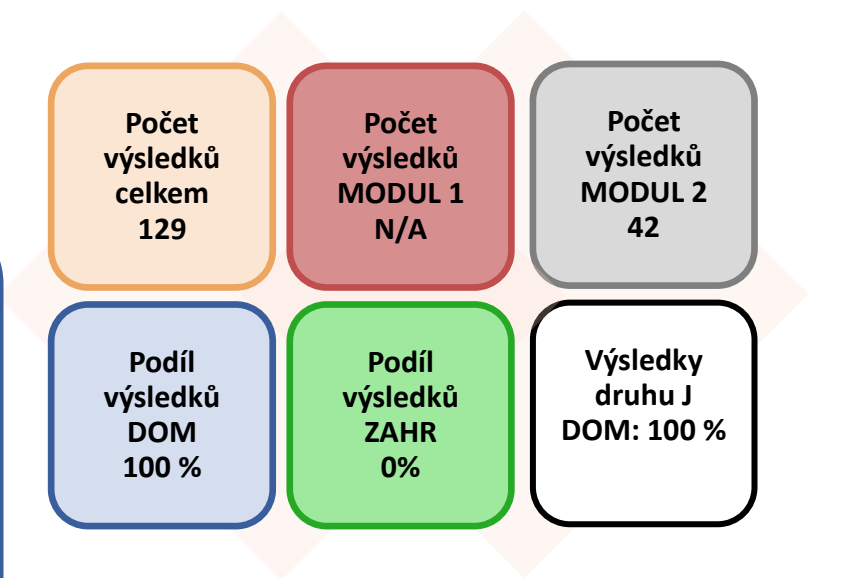 Počet
výsledků
celkem
129
Počet
výsledků
MODUL 1
N/A
Počet
výsledků
MODUL 2
42
Podíl
výsledků
DOM
100 %
Podíl
výsledků
ZAHR
0%
Výsledky
druhu J
DOM: 100 %